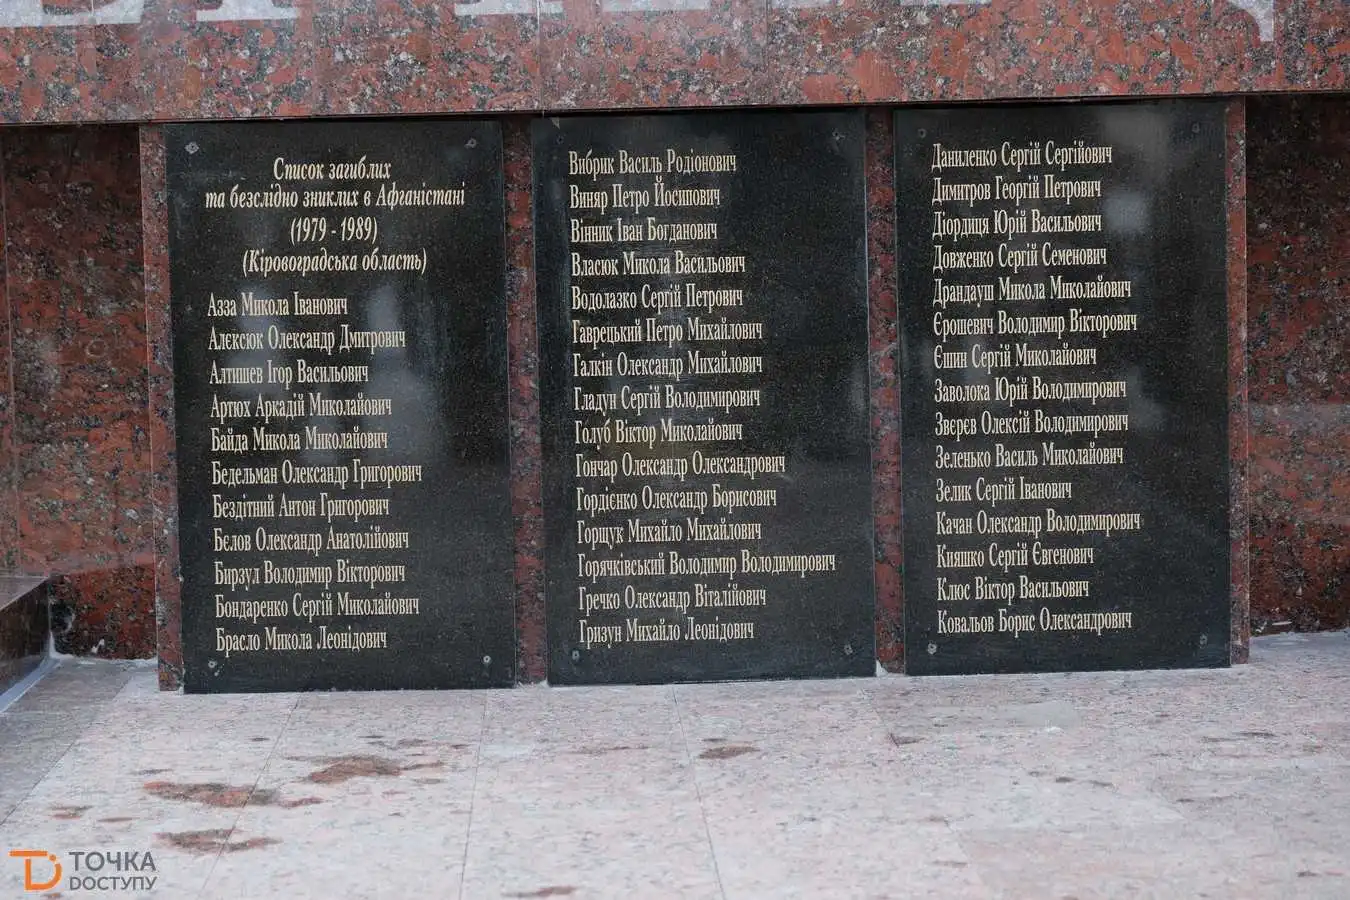 Список загиблих
та безслідно зниклих в Афганістані
(1979 - 1989)
(Кіровоградська область)
Азза Микола Іванович
Алєксюк Олександр Дмитрович
Алтишев Ігор Васильович
Артюх Аркадій Миколайович
Байда Микола Миколайович
Бедельман Олександр Григорович
Бездітний Антон Григорович
Бєлов Олександр Анатолійович
Бирзул Володимир Вікторович
Бондаренко Сергій Миколайович
Брасло Микола Леонідович
Вибрик Василь Родіонович
Виняр Петро Йосипович
Вінник Іван Богданович
Власюк Микола Васильович
Водолазко Сергій Петрович
Гаврецький Петро Михайлович
Галкін Олександр Михайлович
Гладун Сергій Володимирович
Голуб Віктор Миколайович
Гончар Олександр Олександрович
Гордієнко Олександр Борисович
Горщук Михайло Михайлович
Горячківський Володимир Володимирович
Гречко Олександр Віталійович
Гризун Михайло Леонідович
Даниленко Сергій Сергійович
Димитров Георгій Петрович
Діордиця Юрій Васильович
Довженко Сергій Семенович
Драндауш Микола Миколайович
Єрошевич Володимир Вікторович
Єшин Сергій Миколайович
Заволока Юрій Володимирович
Звєрєв Олексій Володимирович
Зеленько Василь Миколайович
Зелик Сергій Іванович
Качан Олександр Володимирович
Кияшко Сергій Євгенович
Клюс Віктор Васильович
Ковальов Борис Олександрович
ТОЧКА
DОСТУПУ